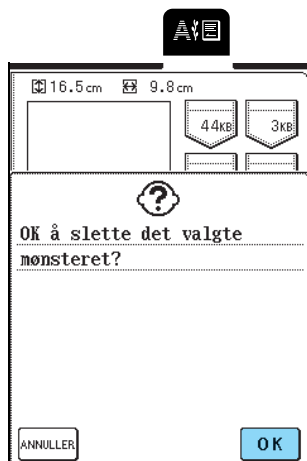 A
16.5cm 9.8cm
44KB 3KB
OK å slette det valgte
mønsteret?
ANNULLER OK